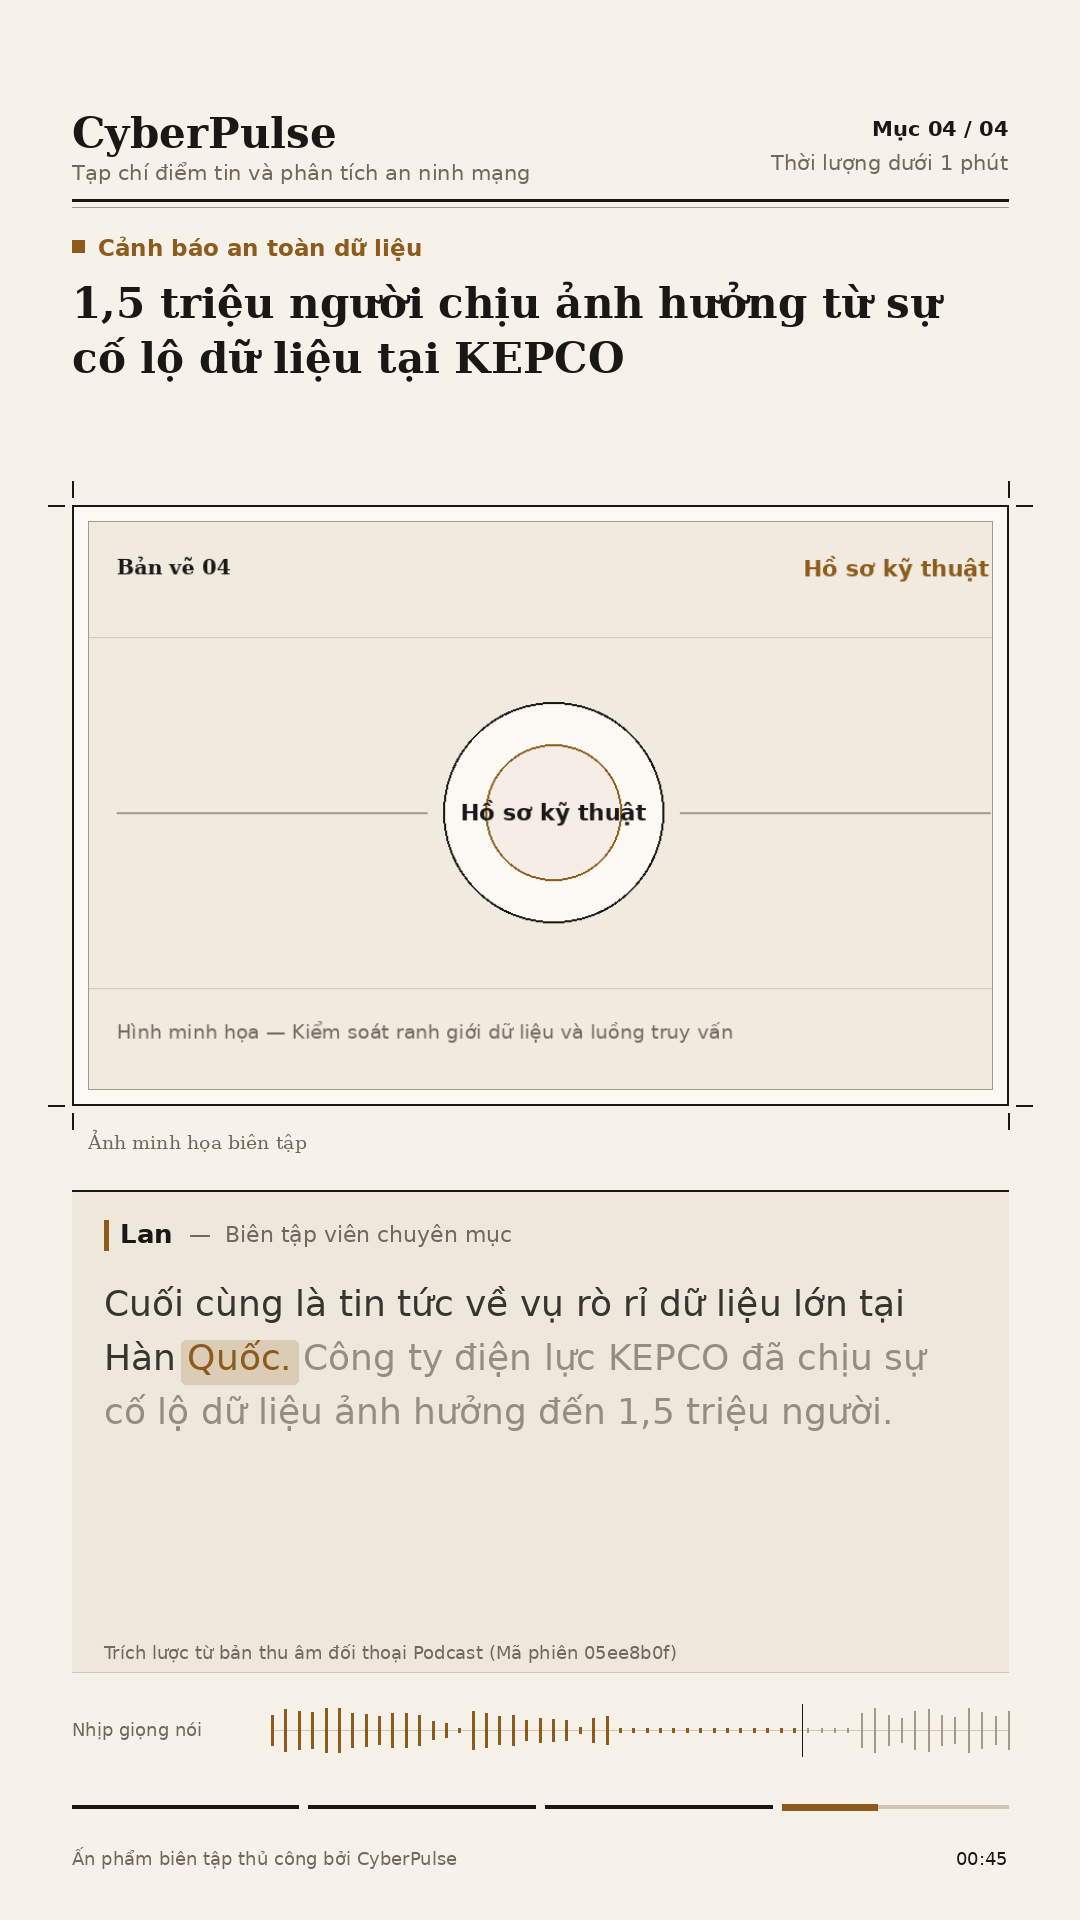 CyberPulse
Tạp chí điểm tin và phân tích an ninh mạng
Mục 04 / 04
Thời lượng dưới 1 phút
Cảnh báo an toàn dữ liệu
1,5 triệu người chịu ảnh hưởng từ sự
cố lộ dữ liệu tại KEPCO
Bản vẽ 04
Hồ sơ kỹ thuật
Hồ sơ kỹ thuật
Hình minh họa — Kiểm soát ranh giới dữ liệu và luồng truy vấn
Ảnh minh họa biên tập
Lan — Biên tập viên chuyên mục
Cuối cùng là tin tức về vụ rò rỉ dữ liệu lớn tại
Hàn Quốc. Công ty điện lực KEPCO đã chịu sự
cố lộ dữ liệu ảnh hưởng đến 1,5 triệu người.
Trích lược từ bản thu âm đối thoại Podcast (Mã phiên 05ee8b0f)
Nhịp giọng nói
Ấn phẩm biên tập thủ công bởi CyberPulse
00:45